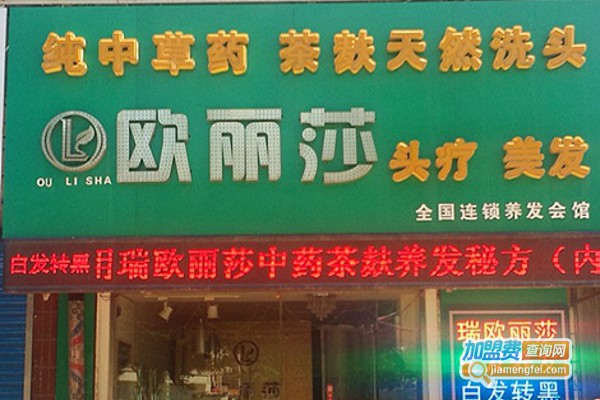 纯中草药 茶麸天然洗头
欧丽莎
OU LI SHA
头疗 美发
全国连锁养发会馆
白发转黑
用瑞欧丽莎中药茶麸养发秘方（内
瑞欧丽莎
白发转黑
丽莎
加盟费查询网
jiamengfei.com